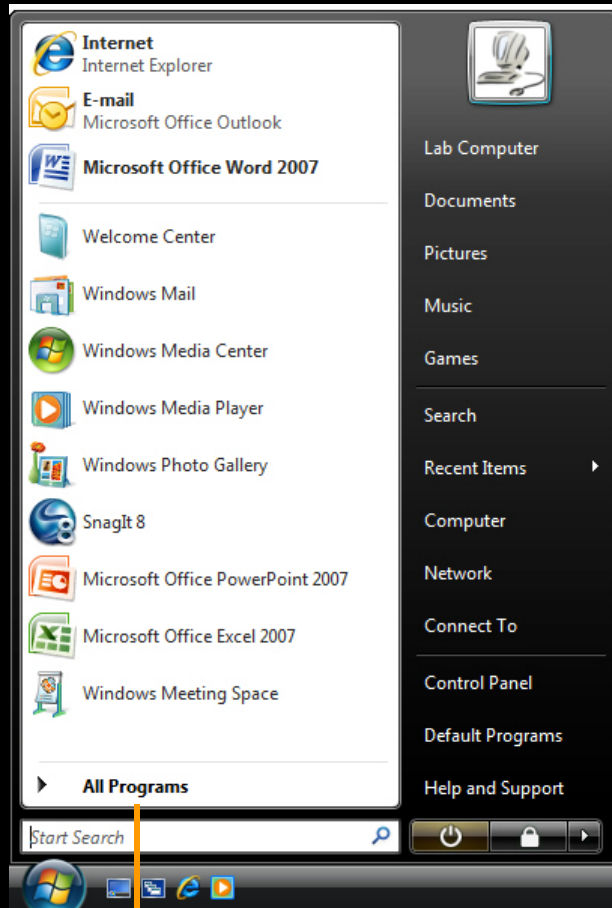 Internet
Internet Explorer
E-mail
Microsoft Office Outlook
Microsoft Office Word 2007
Welcome Center
Windows Mail
Windows Media Center
Windows Media Player
Windows Photo Gallery
SnagIt 8
Microsoft Office PowerPoint 2007
Microsoft Office Excel 2007
Windows Meeting Space
All Programs
Start Search
Lab Computer
Documents
Pictures
Music
Games
Search
Recent Items
Computer
Network
Connect To
Control Panel
Default Programs
Help and Support